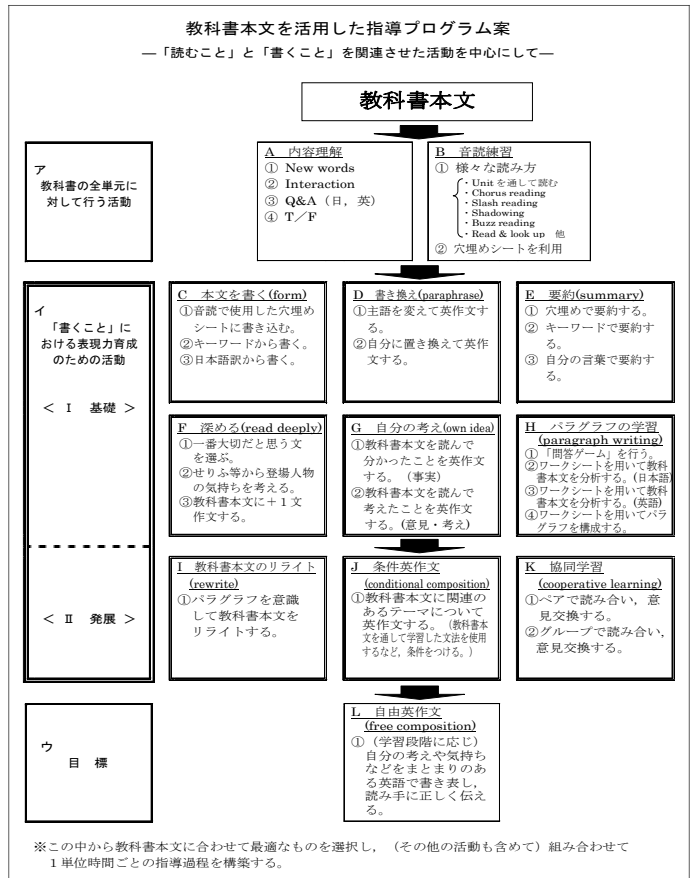 教科書本文を活用した指導プログラム案
―「読むこと」と「書くこと」を関連させた活動を中心にして―
教科書本文
ア
教科書の全単元に
対して行う活動
A 内容理解
① New words
② Interaction
③ Q&A（日，英）
④ T／F
B 音読練習
① 様々な読み方
・Unit を通して読む
・Chorus reading
・Slash reading
・Shadowing
・Buzz reading
・Read & look up 他
② 穴埋めシートを利用
イ
「書くこと」に
おける表現力育成
のための活動
＜ Ⅰ 基礎 ＞
C 本文を書く(form)
①音読で使用した穴埋め
シートに書き込む。
②キーワードから書く。
③日本語訳から書く。
D 書き換え(paraphrase)
①主語を変えて英作文す
る。
②自分に置き換えて英作
文する。
E 要約(summary)
① 穴埋めで要約する。
② キーワードで要約す
る。
③ 自分の言葉で要約す
る。
F 深める(read deeply)
①一番大切だと思う文
を選ぶ。
②せりふ等から登場人物
の気持ちを考える。
③教科書本文に＋１文
作文する。
G 自分の考え(own idea)
①教科書本文を読んで
分かったことを英作文
する。（事実）
②教科書本文を読んで
考えたことを英作文
する。(意見・考え)
H パラグラフの学習
(paragraph writing)
①「問答ゲーム」を行う。
②ワークシートを用いて教科
書本文を分析する。(日本語)
③ワークシートを用いて教科
書本文を分析する。(英語)
④ワークシートを用いてパラ
グラフを構成する。
＜ Ⅱ 発展 ＞
I 教科書本文のリライト
(rewrite)
①パラグラフを意識
して教科書本文を
リライトする。
J 条件英作文
(conditional composition)
①教科書本文に関連の
あるテーマについて
英作文する。（教科書本
文を通して学習した文法を使用
するなど，条件をつける。）
K 協同学習
(cooperative learning)
①ペアで読み合い，意
見交換する。
②グループで読み合い，
意見交換する。
ウ
目 標
L 自由英作文
(free composition)
①（学習段階に応じ）
自分の考えや気持ち
などをまとまりのあ
る英語で書き表し，
読み手に正しく伝え
る。
※この中から教科書本文に合わせて最適なものを選択し，（その他の活動も含めて）組み合わせて
１単位時間ごとの指導過程を構築する。